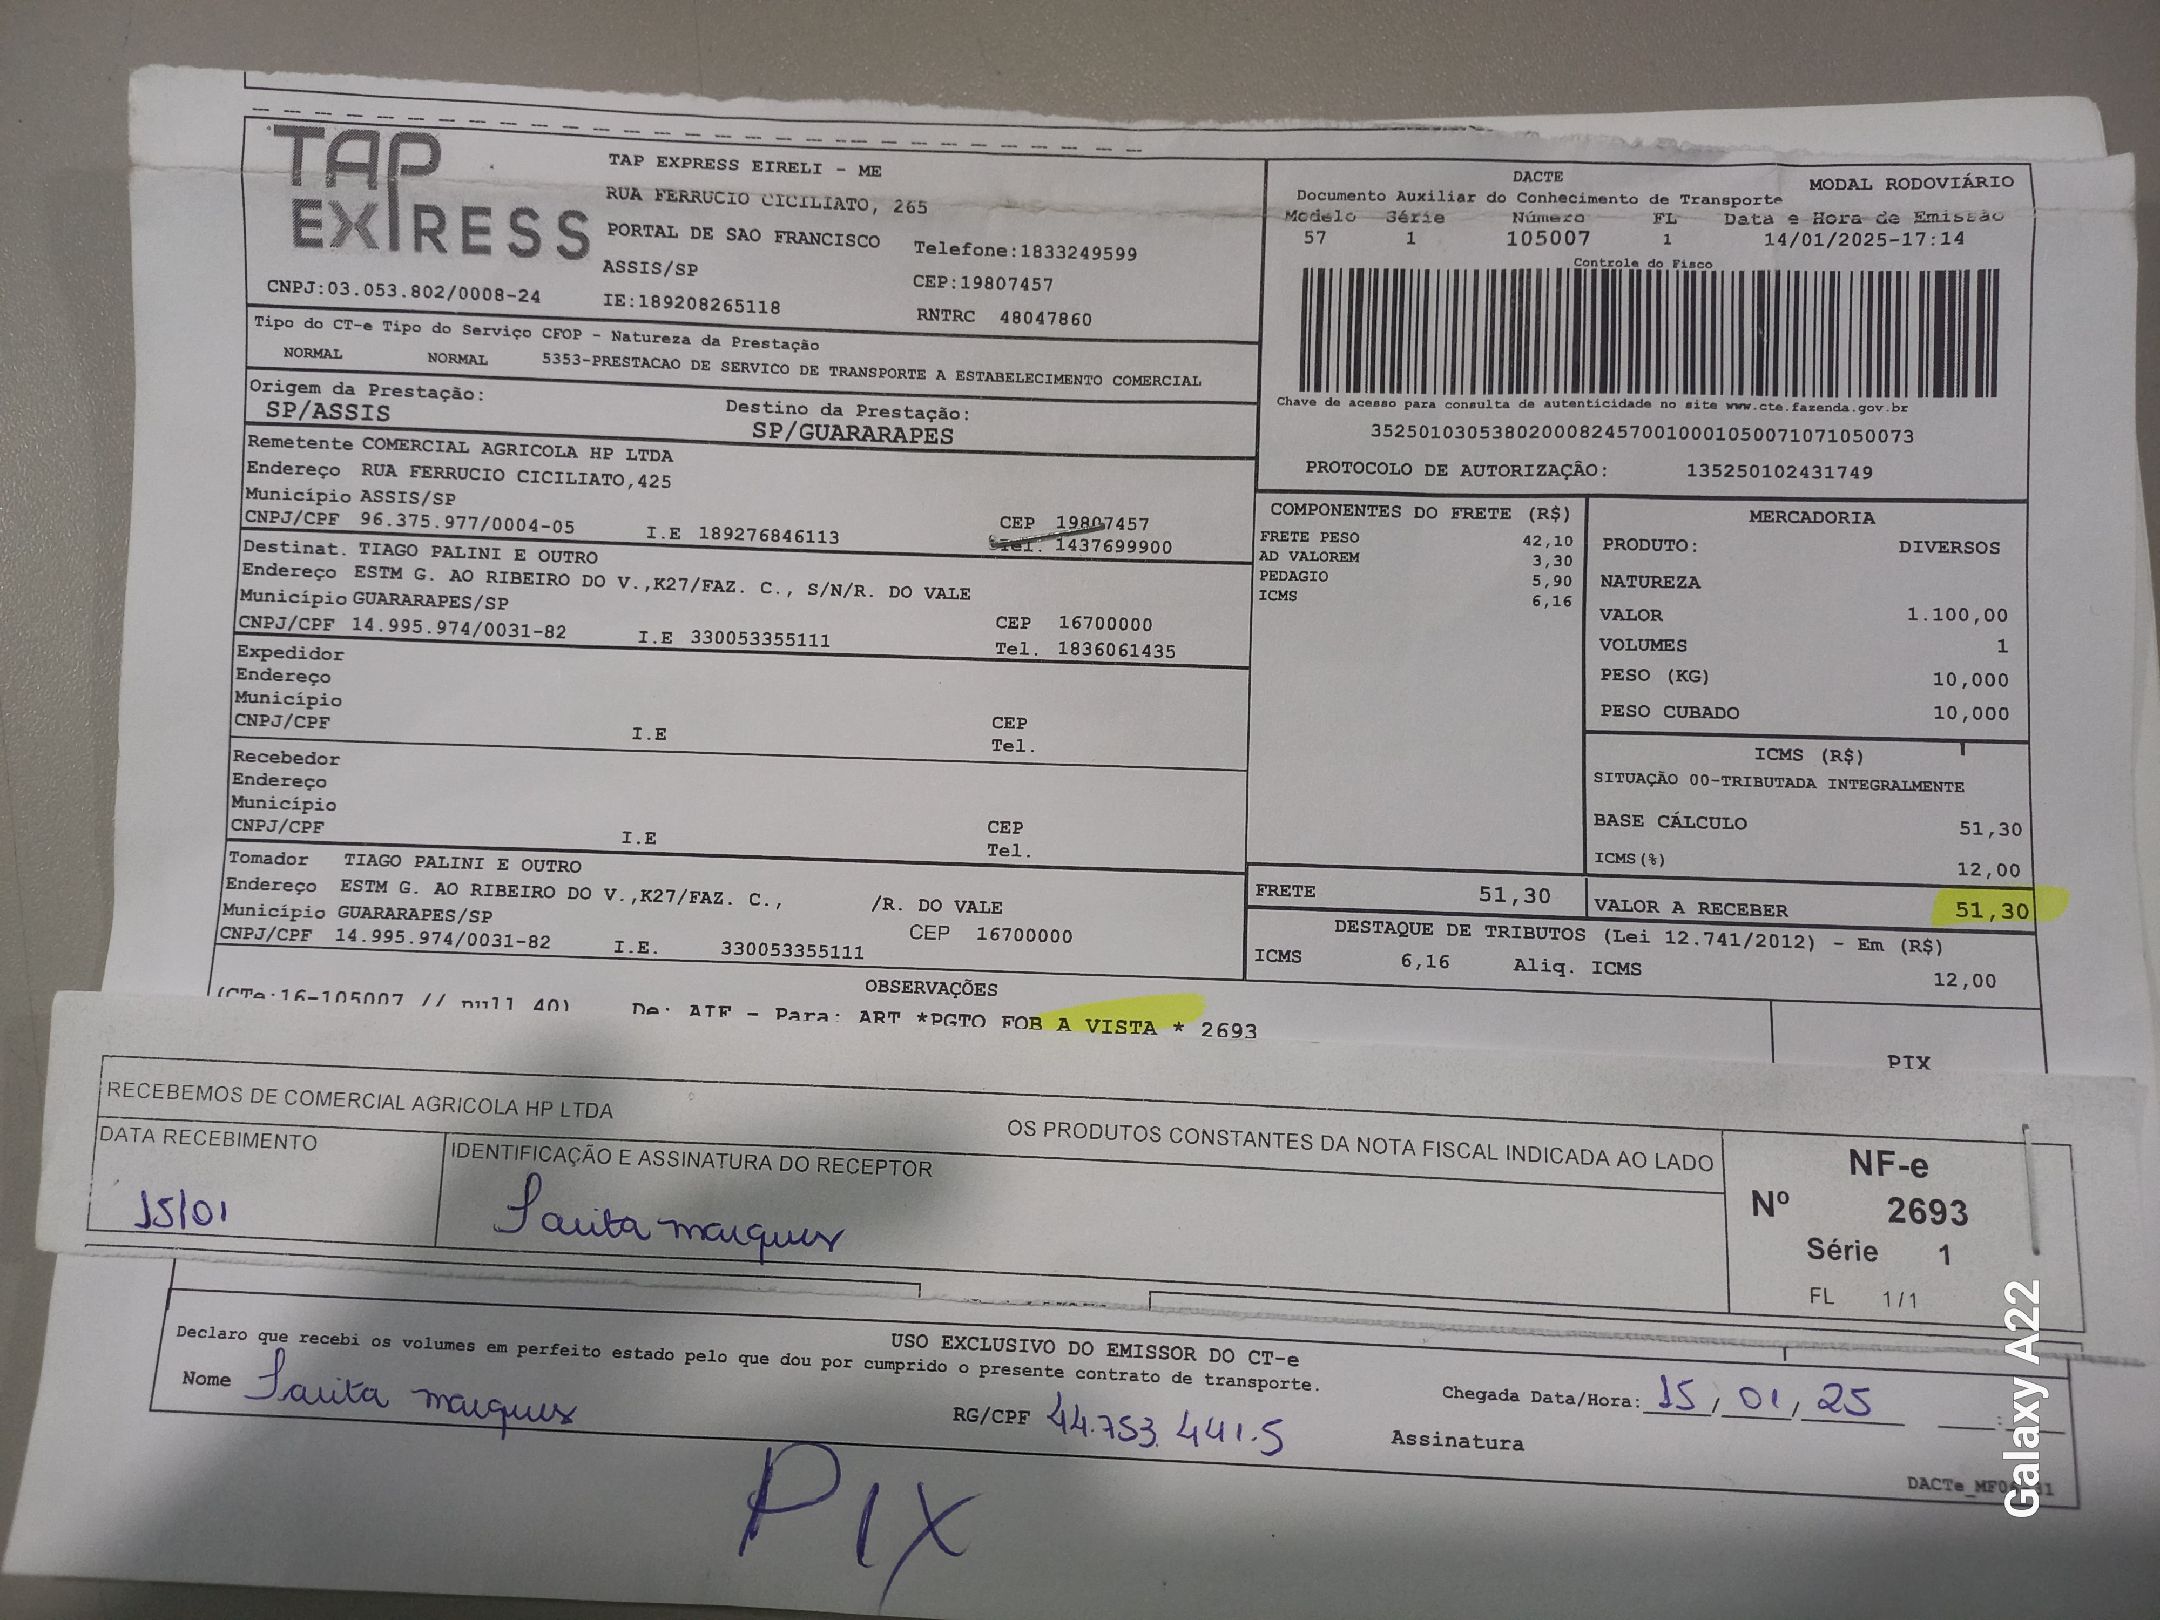 TAP
EXPRESS
CNPJ:03.053.802/0008-24
TAP EXPRESS EIRELI - ME
RUA FERRUCIO CICILIATO, 265
PORTAL DE SAO FRANCISCO
Telefone:1833249599
ASSIS/SP
CEP:19807457
IE:189208265118
RNTRC 48047860
DACTE
MODAL RODOVIÁRIO
Documento Auxiliar do Conhecimento de Transporte
Modelo Série Número FL Data e Hora de Emissão
57 1 105007 1 14/01/2025-17:14
Controle do Fisco
Chave de acesso para consulta de autenticidade no site www.cte.fazenda.gov.br
35250103053802000824570010001050071071050073
PROTOCOLO DE AUTORIZAÇÃO: 135250102431749
Tipo do CT-e Tipo do Serviço CFOP - Natureza da Prestação
NORMAL NORMAL 5353-PRESTACAO DE SERVICO DE TRANSPORTE A ESTABELECIMENTO COMERCIAL
Origem da Prestação: Destino da Prestação:
SP/ASSIS SP/GUARARAPES
Remetente COMERCIAL AGRICOLA HP LTDA
Endereço RUA FERRUCIO CICILIATO,425
Município ASSIS/SP
CEP 19807457
CNPJ/CPF 96.375.977/0004-05 I.E 189276846113
Tel. 1437699900
Destinat. TIAGO PALINI E OUTRO
Endereço ESTM G. AO RIBEIRO DO V.,K27/FAZ. C., S/N/R. DO VALE
Município GUARARAPES/SP
CEP 16700000
CNPJ/CPF 14.995.974/0031-82 I.E 330053355111
Tel. 1836061435
Expedidor
Endereço
Município
CEP
CNPJ/CPF I.E
Tel.
Recebedor
Endereço
Município
CEP
CNPJ/CPF I.E
Tel.
Tomador TIAGO PALINI E OUTRO
Endereço ESTM G. AO RIBEIRO DO V.,K27/FAZ. C., /R. DO VALE
Município GUARARAPES/SP
CEP 16700000
CNPJ/CPF 14.995.974/0031-82 I.E. 330053355111
COMPONENTES DO FRETE (R$)
FRETE PESO 42,10
AD VALOREM 3,30
PEDAGIO 5,90
ICMS 6,16
MERCADORIA
PRODUTO: DIVERSOS
NATUREZA
VALOR 1.100,00
VOLUMES 1
PESO (KG) 10,000
PESO CUBADO 10,000
ICMS (R$)
SITUAÇÃO 00-TRIBUTADA INTEGRALMENTE
BASE CÁLCULO 51,30
ICMS(%) 12,00
FRETE 51,30
VALOR A RECEBER 51,30
DESTAQUE DE TRIBUTOS (Lei 12.741/2012) - Em (R$)
ICMS 6,16 Aliq. ICMS 12,00
OBSERVAÇÕES
(CTe:16-105007 // null 40) De: ATF - Para: ART *PGTO FOB A VISTA * 2693
PIX
RECEBEMOS DE COMERCIAL AGRICOLA HP LTDA OS PRODUTOS CONSTANTES DA NOTA FISCAL INDICADA AO LADO
DATA RECEBIMENTO
15/01
IDENTIFICAÇÃO E ASSINATURA DO RECEPTOR
Sarita marques
NF-e
Nº 2693
Série 1
FL 1/1
USO EXCLUSIVO DO EMISSOR DO CT-e
Declaro que recebi os volumes em perfeito estado pelo que dou por cumprido o presente contrato de transporte.
Nome Sarita marques
RG/CPF 44.753.441.5
Chegada Data/Hora: 15/01/25 :
Assinatura
PIX
Galaxy A22